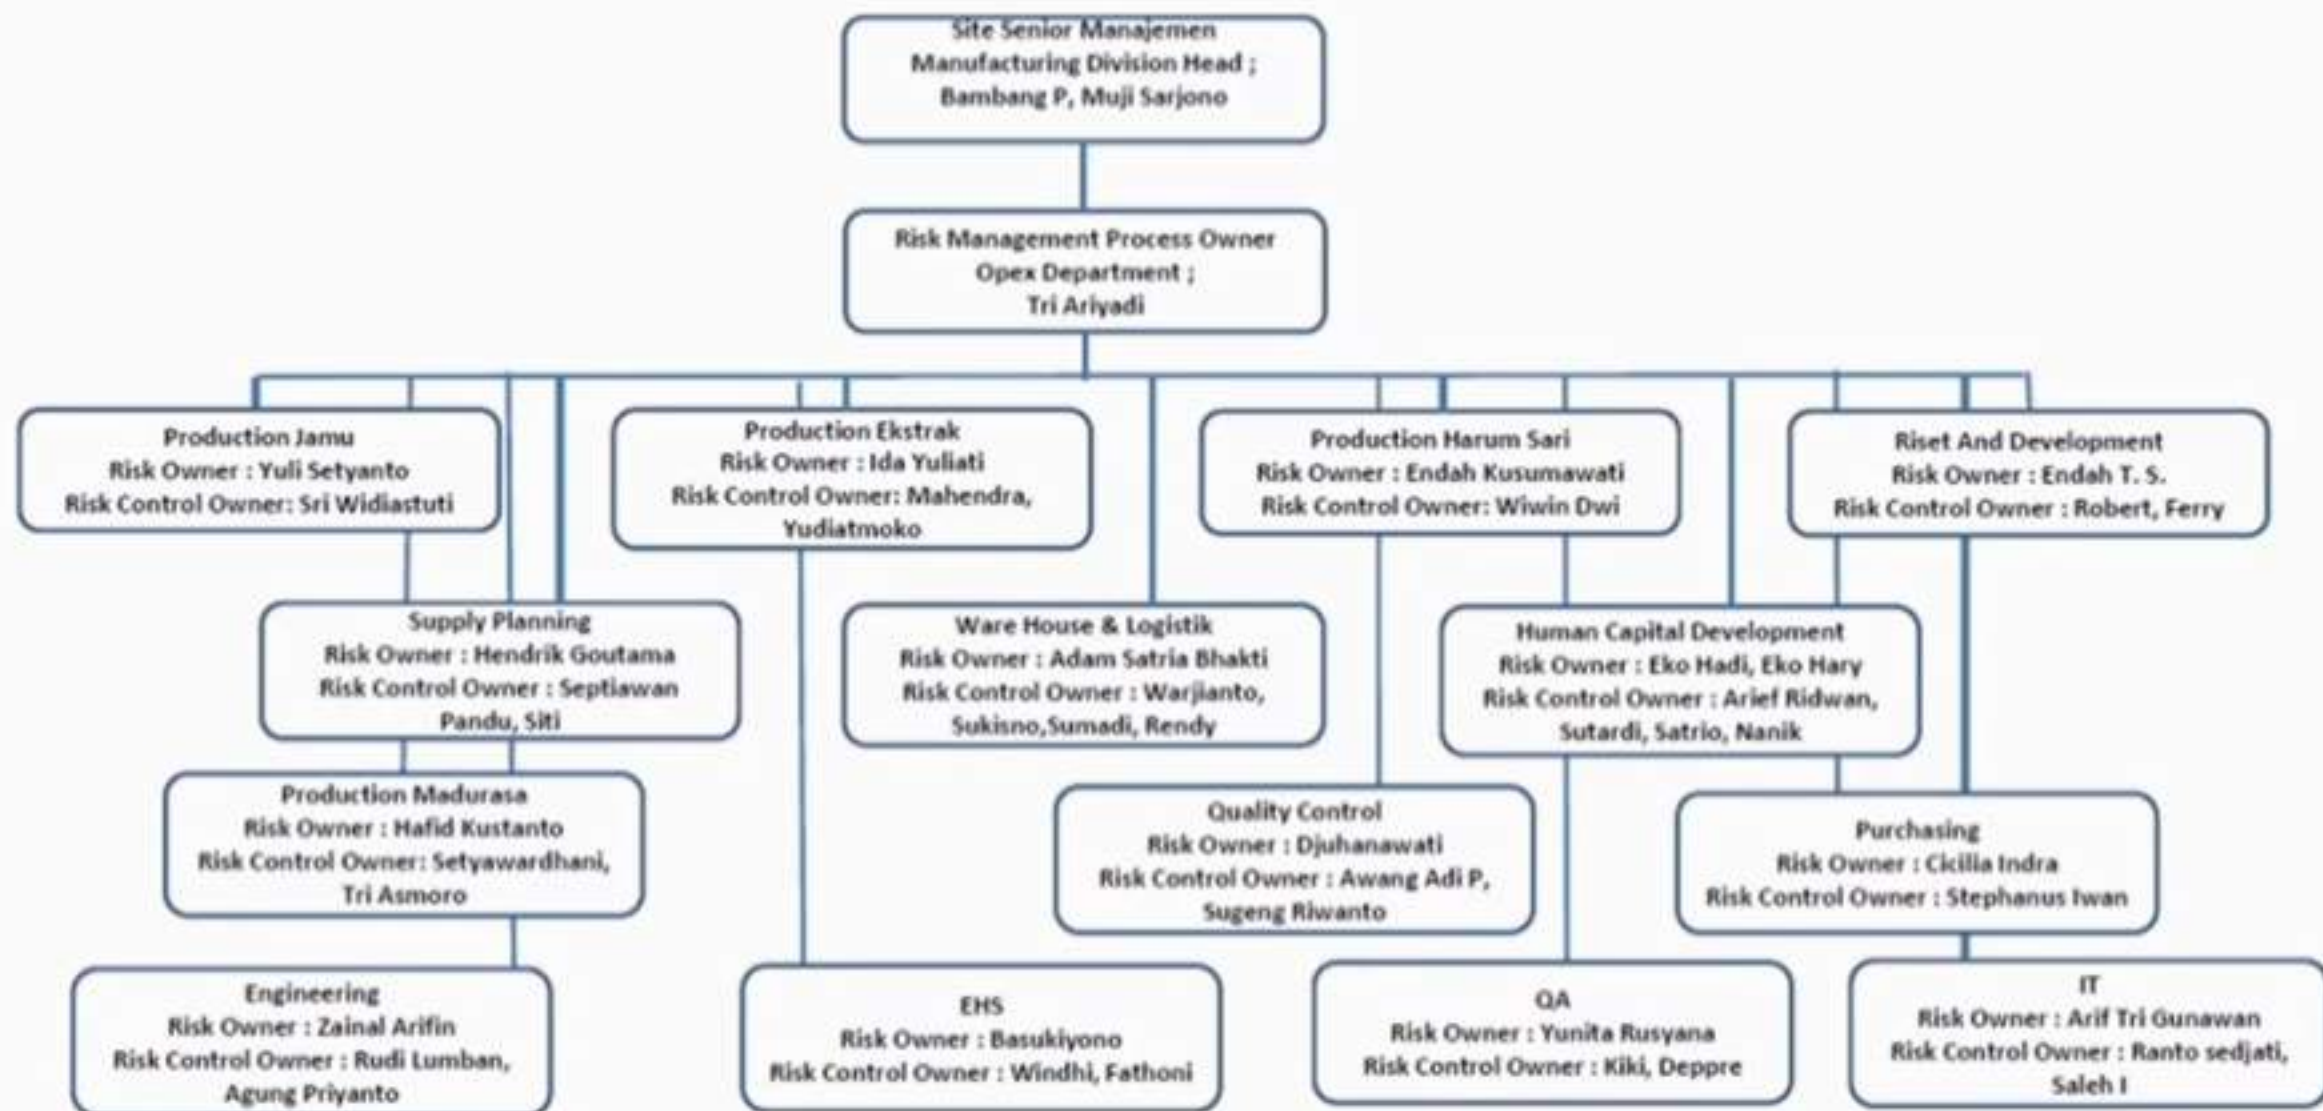 Site Senior Manajemen
Manufacturing Division Head ;
Bambang P, Muji Sarjono
Risk Management Process Owner
Opex Department ;
Tri Ariyadi
Production Jamu
Risk Owner : Yuli Setyanto
Risk Control Owner: Sri Widiastuti
Production Ekstrak
Risk Owner : Ida Yuliati
Risk Control Owner: Mahendra,
Yudiatmoko
Production Harum Sari
Risk Owner : Endah Kusumawati
Risk Control Owner: Wiwin Dwi
Riset And Development
Risk Owner : Endah T. S.
Risk Control Owner : Robert, Ferry
Supply Planning
Risk Owner : Hendrik Goutama
Risk Control Owner : Septiawan
Pandu, Siti
Ware House & Logistik
Risk Owner : Adam Satria Bhakti
Risk Control Owner : Warjianto,
Sukisno,Sumadi, Rendy
Human Capital Development
Risk Owner : Eko Hadi, Eko Hary
Risk Control Owner : Arief Ridwan,
Sutardi, Satrio, Nanik
Production Madurasa
Risk Owner : Hafid Kustanto
Risk Control Owner: Setyawardhani,
Tri Asmoro
Quality Control
Risk Owner : Djuhanawati
Risk Control Owner : Awang Adi P,
Sugeng Riwanto
Purchasing
Risk Owner : Cicilia Indra
Risk Control Owner : Stephanus Iwan
Engineering
Risk Owner : Zainal Arifin
Risk Control Owner : Rudi Lumban,
Agung Priyanto
EHS
Risk Owner : Basukiyono
Risk Control Owner : Windhi, Fathoni
QA
Risk Owner : Yunita Rusyana
Risk Control Owner : Kiki, Deppre
IT
Risk Owner : Arif Tri Gunawan
Risk Control Owner : Ranto sedjati,
Saleh I